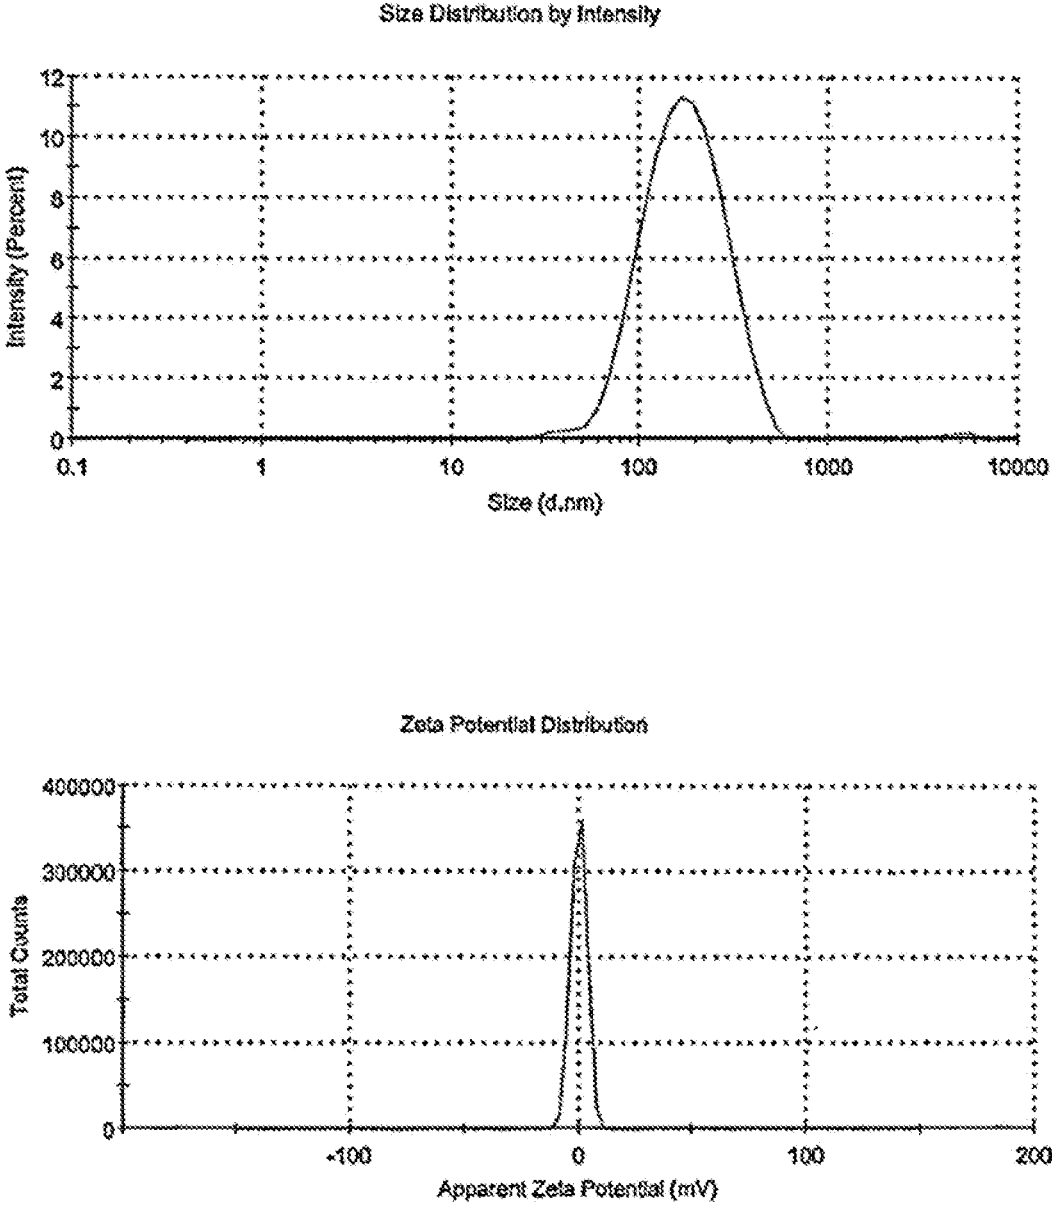 Size Distribution by Intensity
12
10
8
6
4
2
0
Intensity (Percent)
0.1 1 10 100 1000 10000
Size (d.nm)
Zeta Potential Distribution
400000
300000
200000
100000
0
Total Counts
-100 0 100 200
Apparent Zeta Potential (mV)